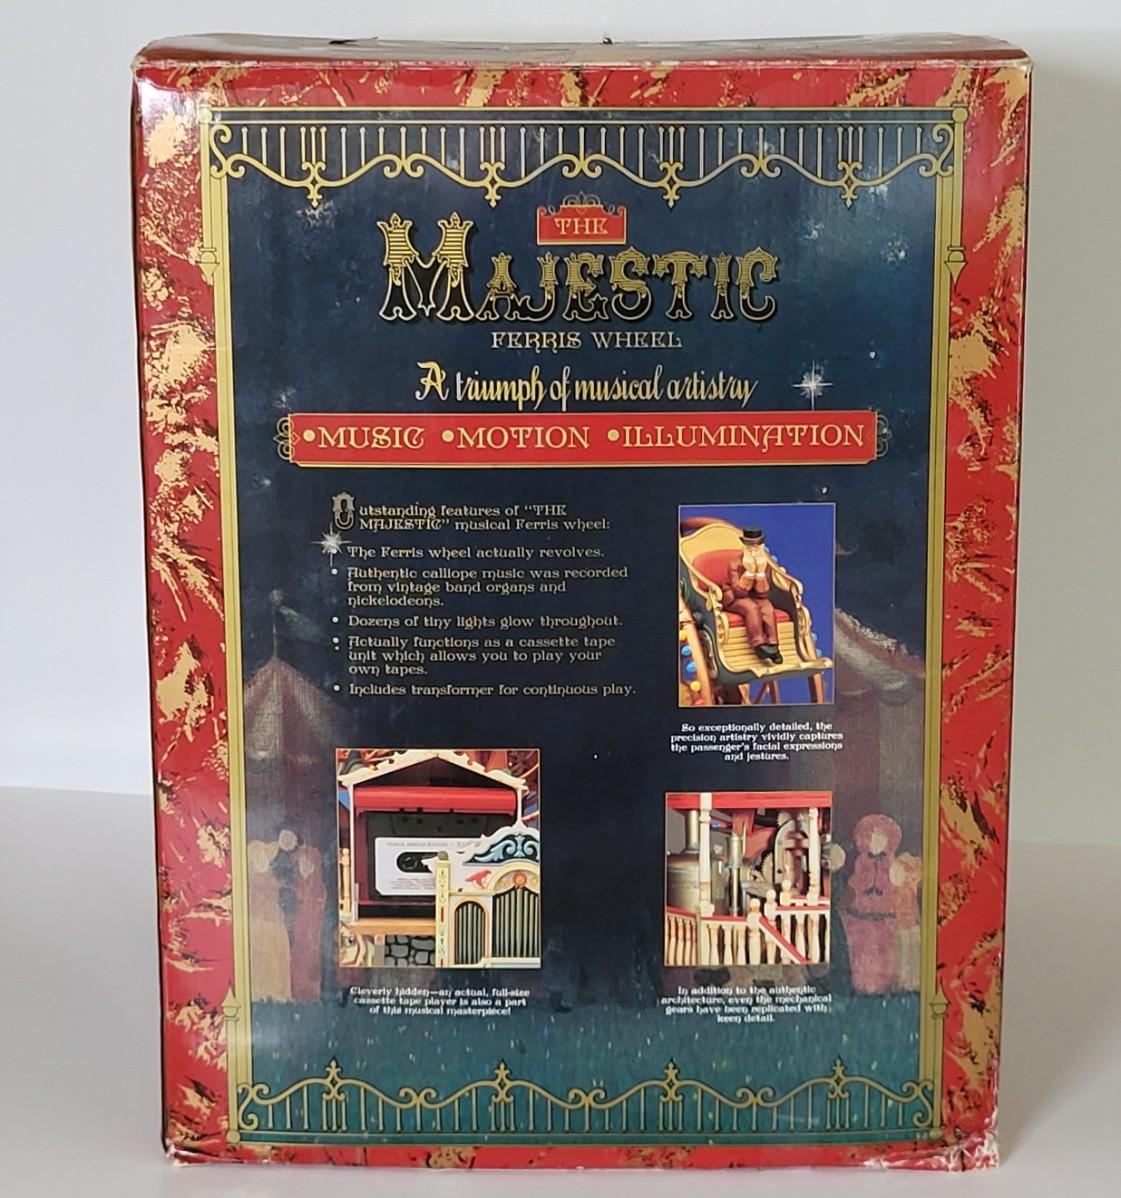 THE
MAJESTIC
FERRIS WHEEL
A triumph of musical artistry
•MUSIC •MOTION •ILLUMINATION
Outstanding features of "THE
MAJESTIC" musical Ferris wheel:
The Ferris wheel actually revolves.
• Authentic calliope music was recorded
from vintage band organs and
nickelodeons.
• Dozens of tiny lights glow throughout.
• Actually functions as a cassette tape
unit which allows you to play your
own tapes.
• Includes transformer for continuous play.
So exceptionally detailed, the
precision artistry vividly captures
the passenger's facial expressions
and jestures.
Cleverly hidden—an actual, full-size
cassette tape player is also a part
of this musical masterpiece!
In addition to the authentic
architecture, even the mechanical
gears have been replicated with
keen detail.